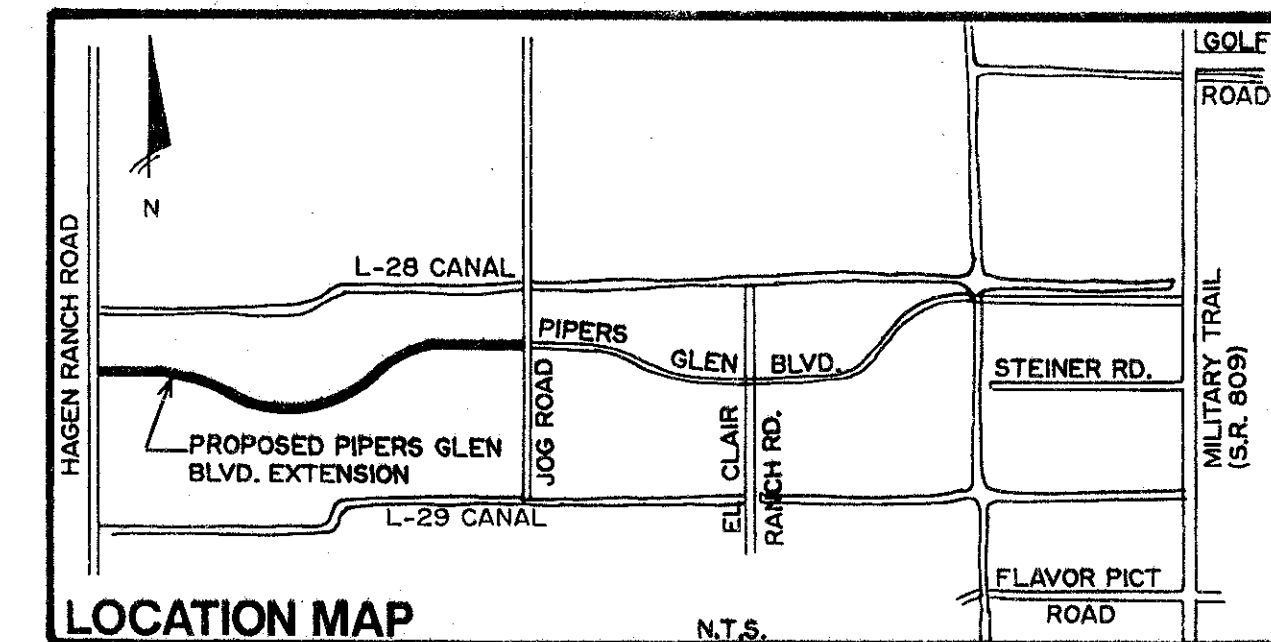 GOLF
ROAD
N
HAGEN RANCH ROAD
L-28 CANAL
PIPERS
GLEN BLVD.
STEINER RD.
MILITARY TRAIL
(S.R. 809)
JOG ROAD
EL CLAIR
RANCH RD.
PROPOSED PIPERS GLEN
BLVD. EXTENSION
L-29 CANAL
FLAVOR PICT
ROAD
LOCATION MAP
N.T.S.